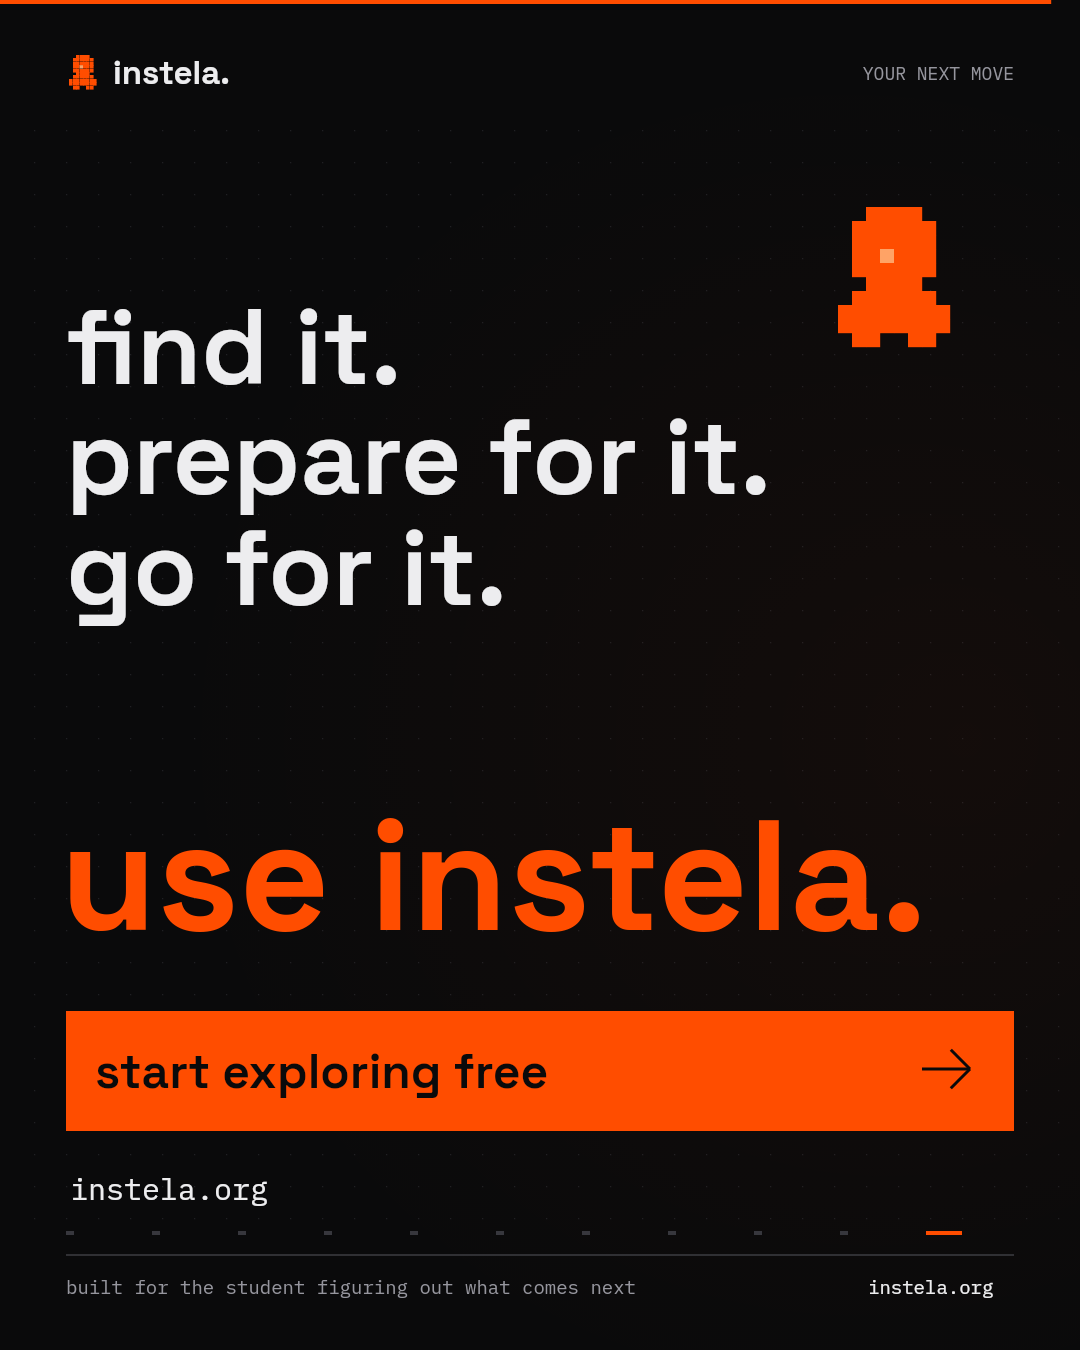 instela.
YOUR NEXT MOVE
find it.
prepare for it.
go for it.
use instela.
start exploring free
instela.org
built for the student figuring out what comes next
instela.org